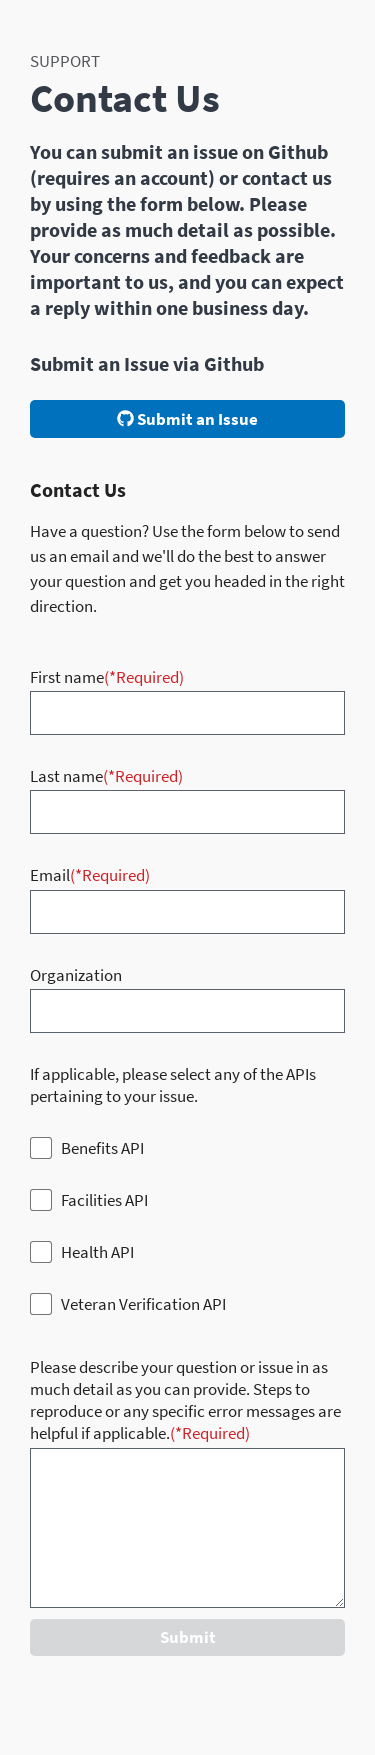 SUPPORT
Contact Us
You can submit an issue on Github
(requires an account) or contact us
by using the form below. Please
provide as much detail as possible.
Your concerns and feedback are
important to us, and you can expect
a reply within one business day.
Submit an Issue via Github
Submit an Issue
Contact Us
Have a question? Use the form below to send
us an email and we'll do the best to answer
your question and get you headed in the right
direction.
First name(*Required)
Last name(*Required)
Email(*Required)
Organization
If applicable, please select any of the APIs
pertaining to your issue.
Benefits API
Facilities API
Health API
Veteran Verification API
Please describe your question or issue in as
much detail as you can provide. Steps to
reproduce or any specific error messages are
helpful if applicable.(*Required)
Submit